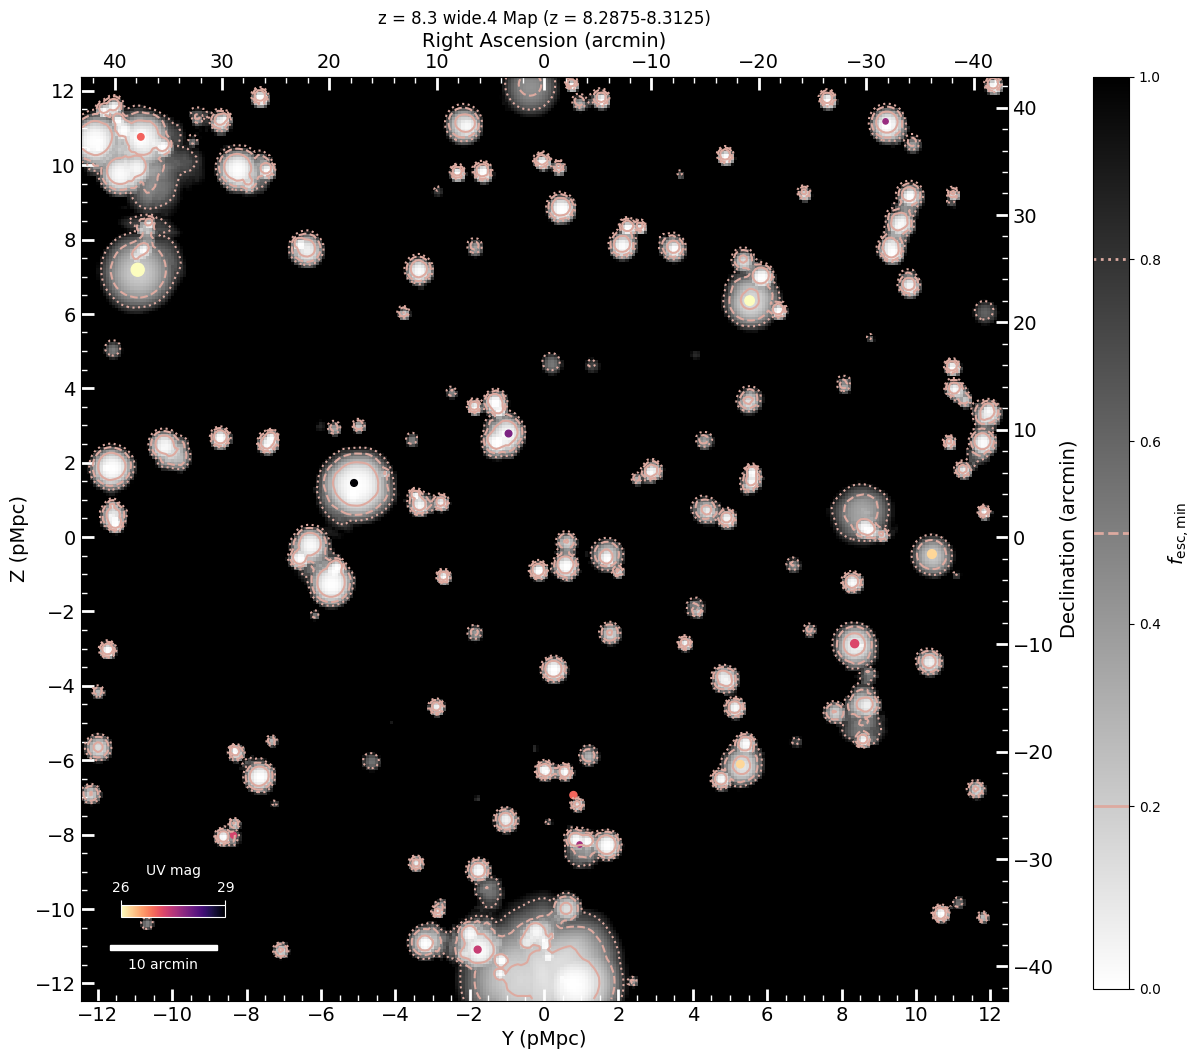 z = 8.3 wide.4 Map (z = 8.2875-8.3125)
Right Ascension (arcmin)
40 30 20 10 0 −10 −20 −30 −40
12
10
8
6
4
2
0
−2
−4
−6
−8
−10
−12
Z (pMpc)
40
30
20
10
0
−10
−20
−30
−40
Declination (arcmin)
1.0
0.8
0.6
0.4
0.2
0.0
fesc,min
UV mag
26 29
10 arcmin
−12 −10 −8 −6 −4 −2 0 2 4 6 8 10 12
Y (pMpc)